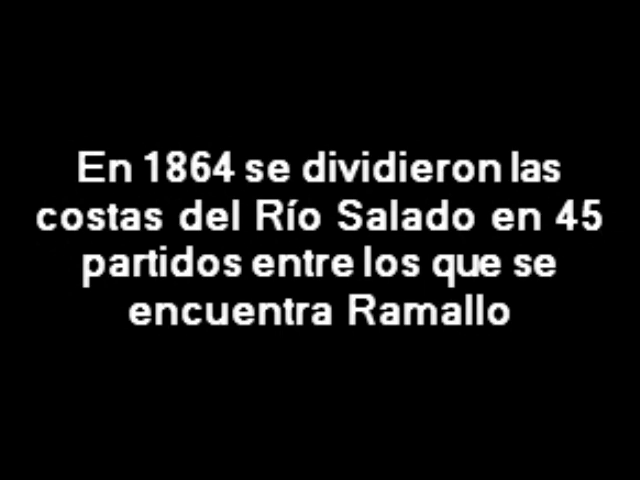 En 1864 se dividieron las
costas del Río Salado en 45
partidos entre los que se
encuentra Ramallo